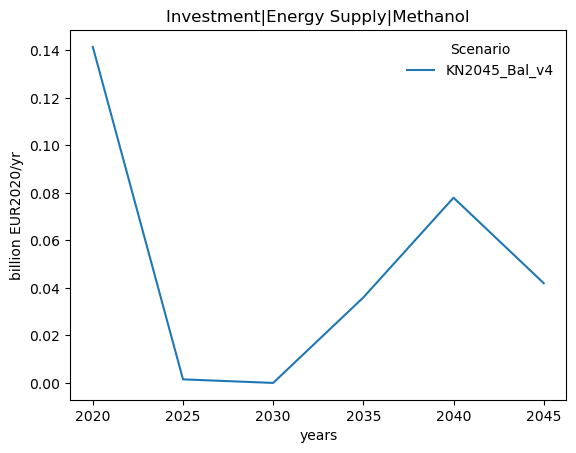 Investment|Energy Supply|Methanol
Scenario
KN2045_Bal_v4
billion EUR2020/yr
0.14
0.12
0.10
0.08
0.06
0.04
0.02
0.00
2020 2025 2030 2035 2040 2045
years